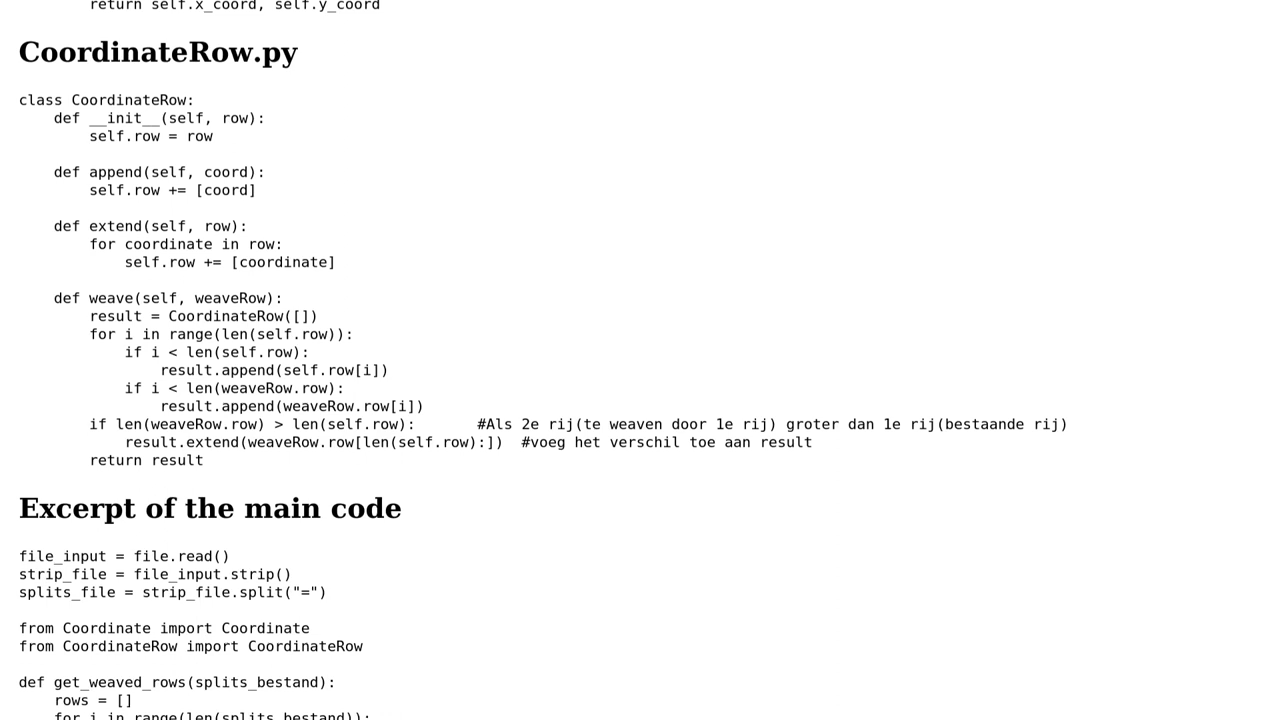 return self.x_coord, self.y_coord
CoordinateRow.py
class CoordinateRow:
    def __init__(self, row):
        self.row = row
    def append(self, coord):
        self.row += [coord]
    def extend(self, row):
        for coordinate in row:
            self.row += [coordinate]
    def weave(self, weaveRow):
        result = CoordinateRow([])
        for i in range(len(self.row)):
            if i < len(self.row):
                result.append(self.row[i])
            if i < len(weaveRow.row):
                result.append(weaveRow.row[i])
        if len(weaveRow.row) > len(self.row):       #Als 2e rij(te weaven door 1e rij) groter dan 1e rij(bestaande rij)
            result.extend(weaveRow.row[len(self.row):])  #voeg het verschil toe aan result
        return result
Excerpt of the main code
file_input = file.read()
strip_file = file_input.strip()
splits_file = strip_file.split("=")
from Coordinate import Coordinate
from CoordinateRow import CoordinateRow
def get_weaved_rows(splits_bestand):
    rows = []
    for i in range(len(splits_bestand)):